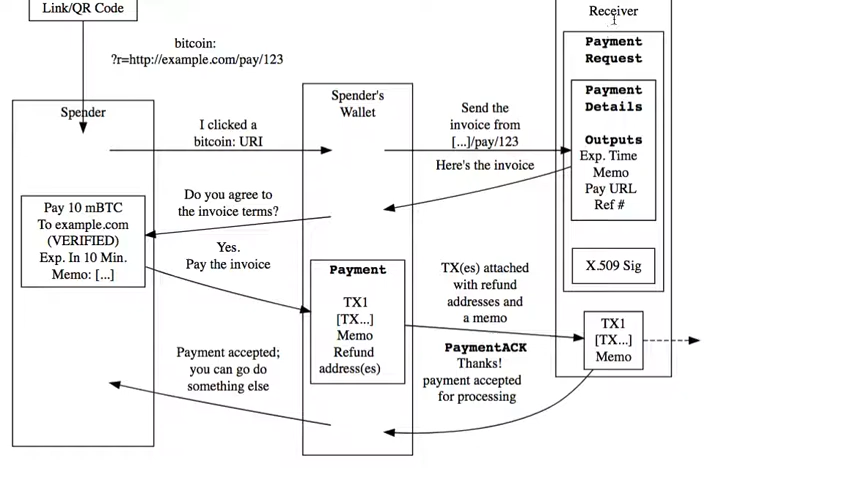 Link/QR Code
bitcoin:
?r=http://example.com/pay/123
Spender
I clicked a
bitcoin: URI
Spender's
Wallet
Send the
invoice from
[...]/pay/123
Here's the invoice
Receiver
Payment
Request
Payment
Details
Outputs
Exp. Time
Memo
Pay URL
Ref #
X.509 Sig
Do you agree to
the invoice terms?
Pay 10 mBTC
To example.com
(VERIFIED)
Exp. In 10 Min.
Memo: [...]
Yes.
Pay the invoice
Payment
TX1
[TX...]
Memo
Refund
address(es)
TX(es) attached
with refund
addresses and
a memo
TX1
[TX...]
Memo
PaymentACK
Thanks!
payment accepted
for processing
Payment accepted;
you can go do
something else